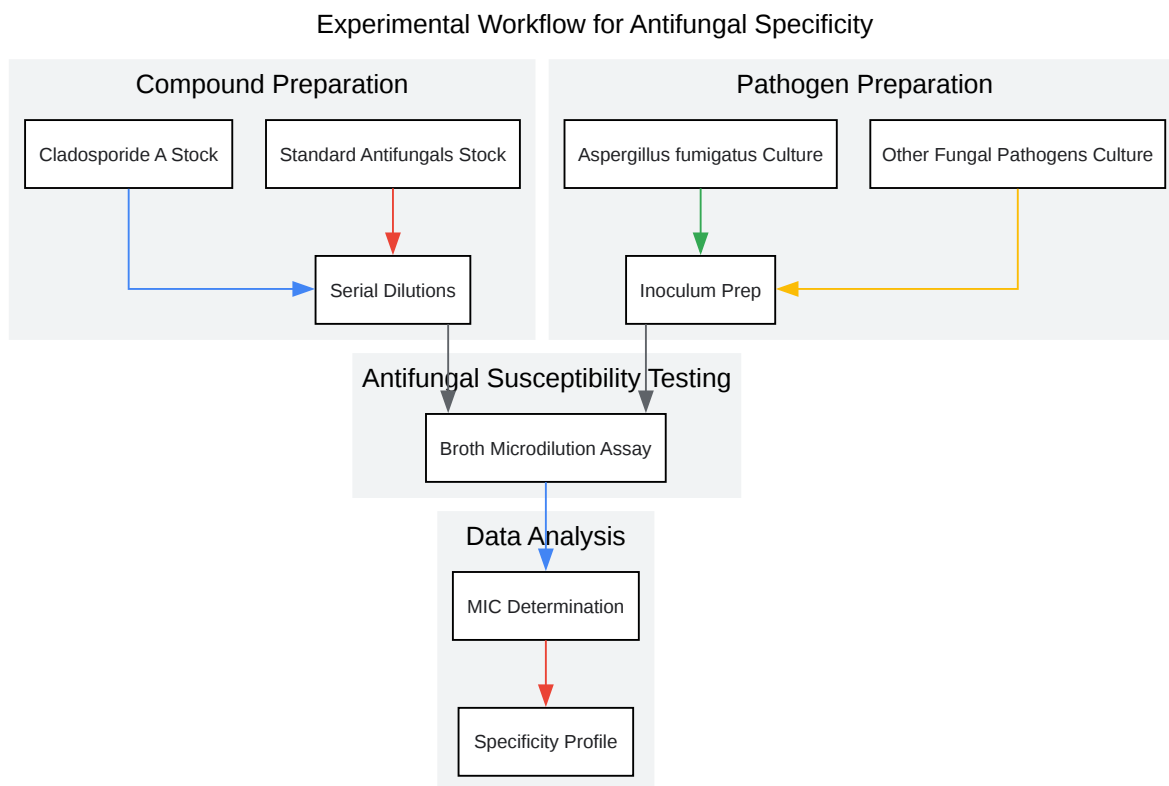 Experimental Workflow for Antifungal Specificity
Compound Preparation
Pathogen Preparation
Cladosporide A Stock
Standard Antifungals Stock
Aspergillus fumigatus Culture
Other Fungal Pathogens Culture
Serial Dilutions
Inoculum Prep
Antifungal Susceptibility Testing
Broth Microdilution Assay
Data Analysis
MIC Determination
Specificity Profile